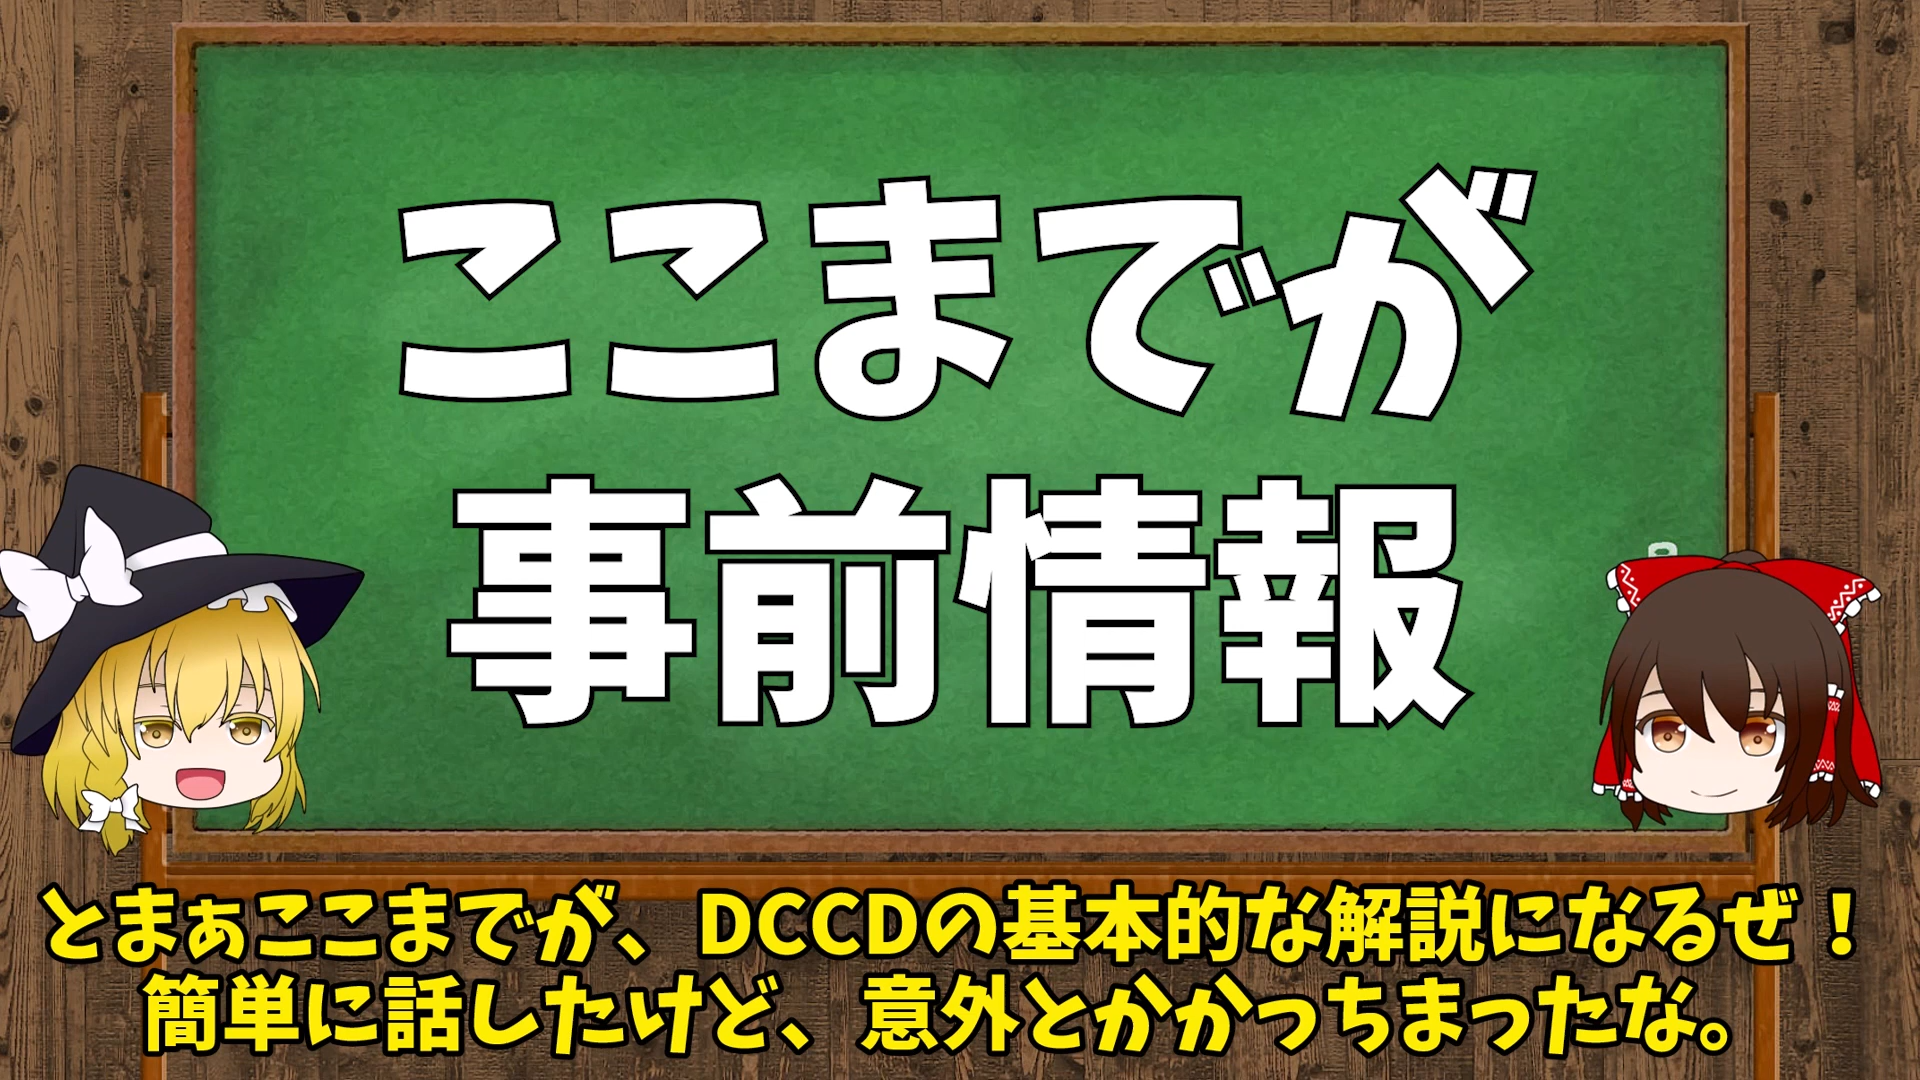 ここまでが
事前情報
とまぁここまでが、DCCDの基本的な解説になるぜ！
簡単に話したけど、意外とかかっちまったな。